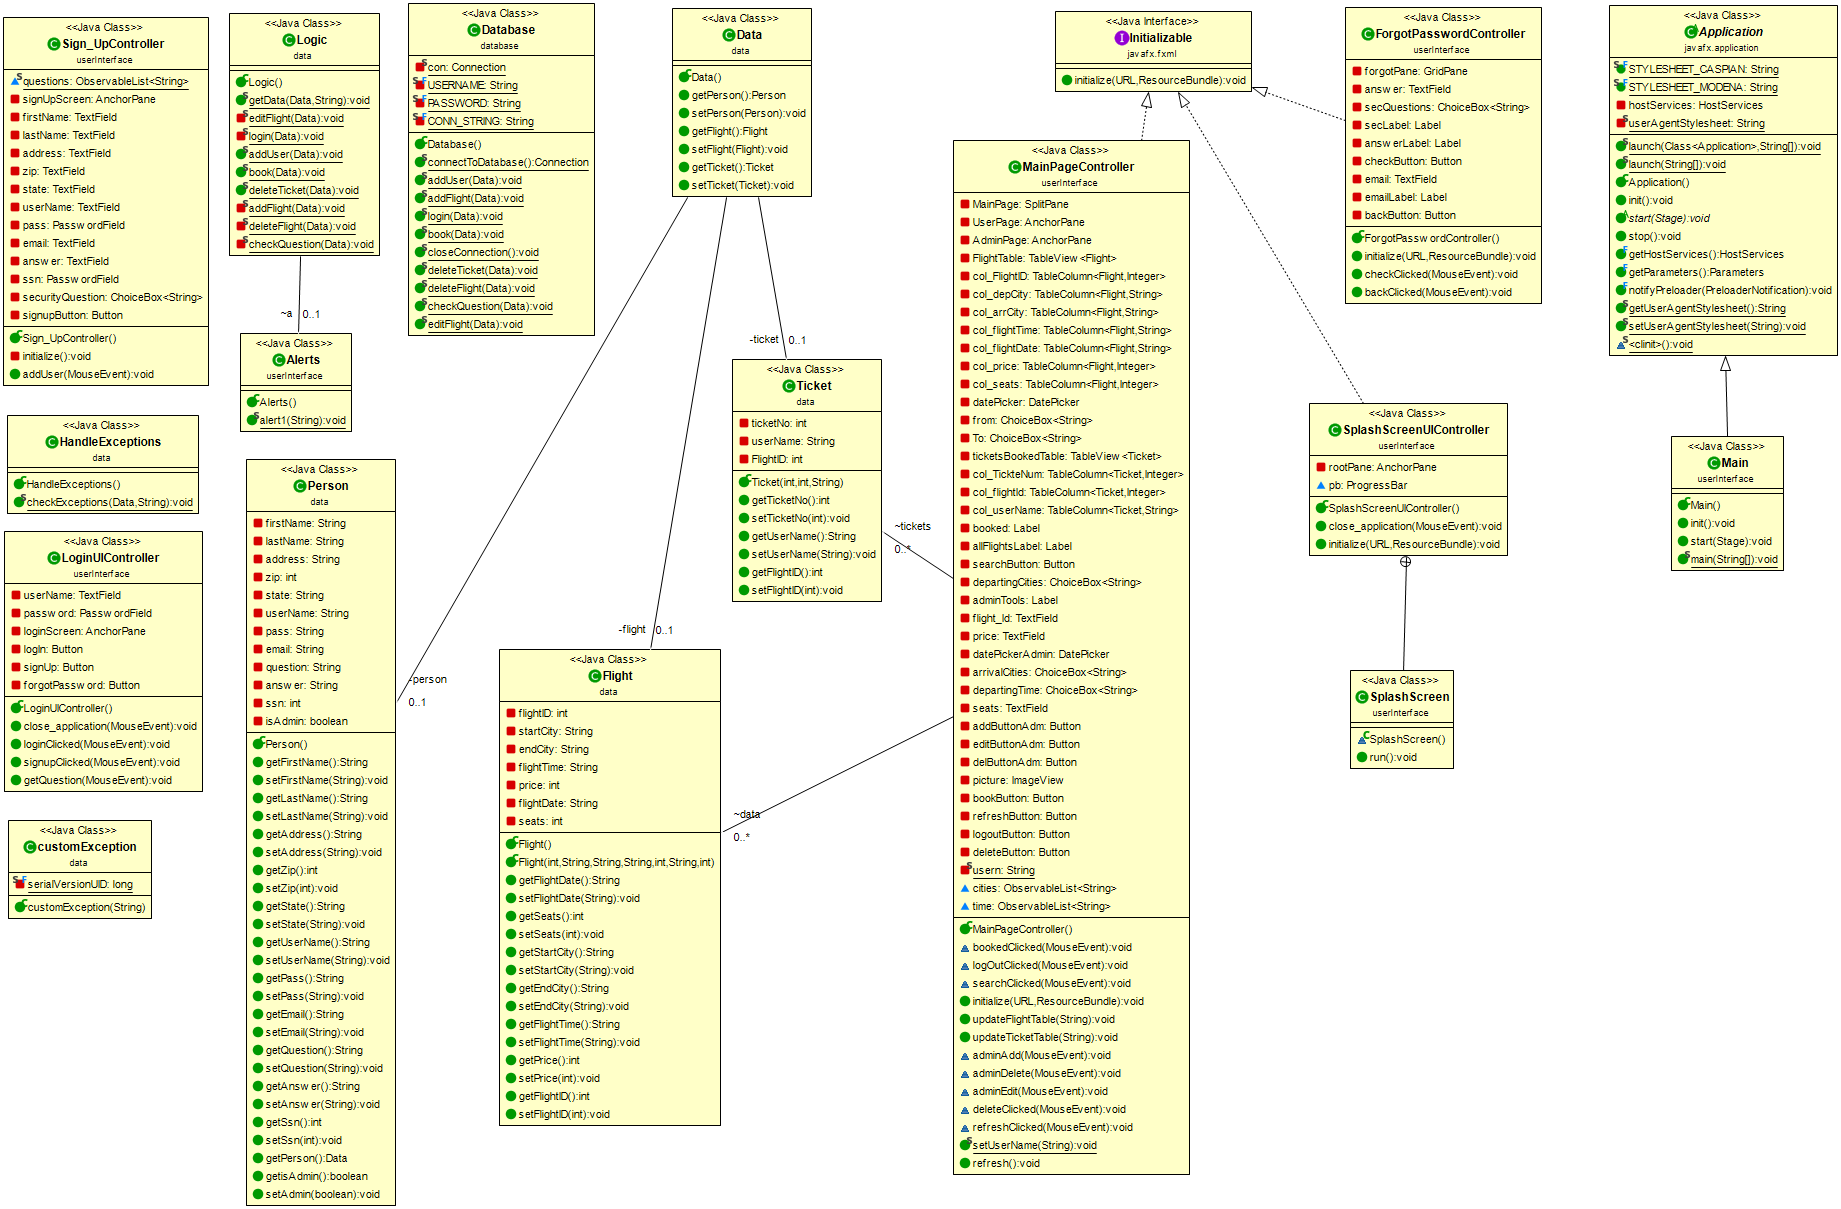 <<Java Class>>
Sign_UpController
userInterface
questions: ObservableList<String>
signUpScreen: AnchorPane
firstName: TextField
lastName: TextField
address: TextField
zip: TextField
state: TextField
userName: TextField
pass: PasswordField
email: TextField
answer: TextField
ssn: PasswordField
securityQuestion: ChoiceBox<String>
signupButton: Button
Sign_UpController()
initialize():void
addUser(MouseEvent):void
<<Java Class>>
HandleExceptions
data
HandleExceptions()
checkExceptions(Data,String):void
<<Java Class>>
LoginUIController
userInterface
userName: TextField
password: PasswordField
loginScreen: AnchorPane
logIn: Button
signUp: Button
forgotPassword: Button
LoginUIController()
close_application(MouseEvent):void
loginClicked(MouseEvent):void
signupClicked(MouseEvent):void
getQuestion(MouseEvent):void
<<Java Class>>
customException
data
serialVersionUID: long
customException(String)
<<Java Class>>
Logic
data
Logic()
getData(Data,String):void
editFlight(Data):void
login(Data):void
addUser(Data):void
book(Data):void
deleteTicket(Data):void
addFlight(Data):void
deleteFlight(Data):void
checkQuestion(Data):void
~a
0..1
<<Java Class>>
Alerts
userInterface
Alerts()
alert1(String):void
<<Java Class>>
Person
data
firstName: String
lastName: String
address: String
zip: int
state: String
userName: String
pass: String
email: String
question: String
answer: String
ssn: int
isAdmin: boolean
Person()
getFirstName():String
setFirstName(String):void
getLastName():String
setLastName(String):void
getAddress():String
setAddress(String):void
getZip():int
setZip(int):void
getState():String
setState(String):void
getUserName():String
setUserName(String):void
getPass():String
setPass(String):void
getEmail():String
setEmail(String):void
getQuestion():String
setQuestion(String):void
getAnswer():String
setAnswer(String):void
getSsn():int
setSsn(int):void
getPerson():Data
getisAdmin():boolean
setAdmin(boolean):void
<<Java Class>>
Database
database
con: Connection
USERNAME: String
PASSWORD: String
CONN_STRING: String
Database()
connectToDatabase():Connection
addUser(Data):void
addFlight(Data):void
login(Data):void
book(Data):void
closeConnection():void
deleteTicket(Data):void
deleteFlight(Data):void
checkQuestion(Data):void
editFlight(Data):void
<<Java Class>>
Data
data
Data()
getPerson():Person
setPerson(Person):void
getFlight():Flight
setFlight(Flight):void
getTicket():Ticket
setTicket(Ticket):void
-ticket
0..1
-flight
0..1
-person
0..1
<<Java Class>>
Ticket
data
ticketNo: int
userName: String
FlightID: int
Ticket(int,int,String)
getTicketNo():int
setTicketNo(int):void
getUserName():String
setUserName(String):void
getFlightID():int
setFlightID(int):void
~tickets
0..*
<<Java Class>>
Flight
data
flightID: int
startCity: String
endCity: String
flightTime: String
price: int
flightDate: String
seats: int
Flight()
Flight(int,String,String,String,int,String,int)
getFlightDate():String
setFlightDate(String):void
getSeats():int
setSeats(int):void
getStartCity():String
setStartCity(String):void
getEndCity():String
setEndCity(String):void
getFlightTime():String
setFlightTime(String):void
getPrice():int
setPrice(int):void
getFlightID():int
setFlightID(int):void
~data
0..*
<<Java Interface>>
Initializable
javafx.fxml
initialize(URL,ResourceBundle):void
<<Java Class>>
MainPageController
userInterface
MainPage: SplitPane
UserPage: AnchorPane
AdminPage: AnchorPane
FlightTable: TableView<Flight>
col_FlightID: TableColumn<Flight,Integer>
col_depCity: TableColumn<Flight,String>
col_arrCity: TableColumn<Flight,String>
col_flightTime: TableColumn<Flight,String>
col_flightDate: TableColumn<Flight,String>
col_price: TableColumn<Flight,Integer>
col_seats: TableColumn<Flight,Integer>
datePicker: DatePicker
from: ChoiceBox<String>
To: ChoiceBox<String>
ticketsBookedTable: TableView<Ticket>
col_TickteNum: TableColumn<Ticket,Integer>
col_flightId: TableColumn<Ticket,Integer>
col_userName: TableColumn<Ticket,String>
booked: Label
allFlightsLabel: Label
searchButton: Button
departingCities: ChoiceBox<String>
adminTools: Label
flight_Id: TextField
price: TextField
datePickerAdmin: DatePicker
arrivalCities: ChoiceBox<String>
departingTime: ChoiceBox<String>
seats: TextField
addButtonAdm: Button
editButtonAdm: Button
delButtonAdm: Button
picture: ImageView
bookButton: Button
refreshButton: Button
logoutButton: Button
deleteButton: Button
usern: String
cities: ObservableList<String>
time: ObservableList<String>
MainPageController()
bookedClicked(MouseEvent):void
logOutClicked(MouseEvent):void
searchClicked(MouseEvent):void
initialize(URL,ResourceBundle):void
updateFlightTable(String):void
updateTicketTable(String):void
adminAdd(MouseEvent):void
adminDelete(MouseEvent):void
adminEdit(MouseEvent):void
deleteClicked(MouseEvent):void
refreshClicked(MouseEvent):void
setUserName(String):void
refresh():void
<<Java Class>>
ForgotPasswordController
userInterface
forgotPane: GridPane
answer: TextField
secQuestions: ChoiceBox<String>
secLabel: Label
answerLabel: Label
checkButton: Button
email: TextField
emailLabel: Label
backButton: Button
ForgotPasswordController()
initialize(URL,ResourceBundle):void
checkClicked(MouseEvent):void
backClicked(MouseEvent):void
<<Java Class>>
SplashScreenUIController
userInterface
rootPane: AnchorPane
pb: ProgressBar
SplashScreenUIController()
close_application(MouseEvent):void
initialize(URL,ResourceBundle):void
<<Java Class>>
SplashScreen
userInterface
SplashScreen()
run():void
<<Java Class>>
Application
javafx.application
STYLESHEET_CASPIAN: String
STYLESHEET_MODENA: String
hostServices: HostServices
userAgentStylesheet: String
launch(Class<Application>,String[]):void
launch(String[]):void
Application()
init():void
start(Stage):void
stop():void
getHostServices():HostServices
getParameters():Parameters
notifyPreloader(PreloaderNotification):void
getUserAgentStylesheet():String
setUserAgentStylesheet(String):void
<clinit>():void
<<Java Class>>
Main
userInterface
Main()
init():void
start(Stage):void
main(String[]):void